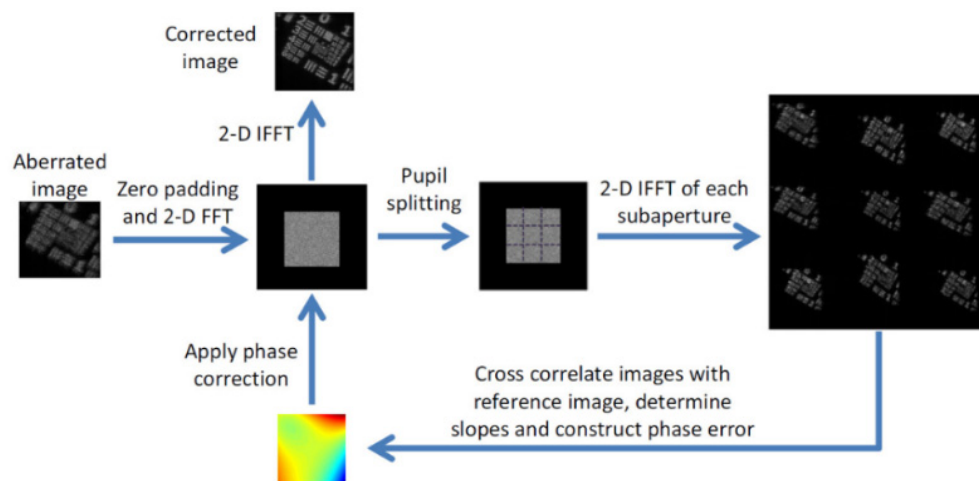 Corrected
image
2-D IFFT
Aberrated
image
Zero padding
and 2-D FFT
Pupil
splitting
2-D IFFT of each
subaperture
Apply phase
correction
Cross correlate images with
reference image, determine
slopes and construct phase error